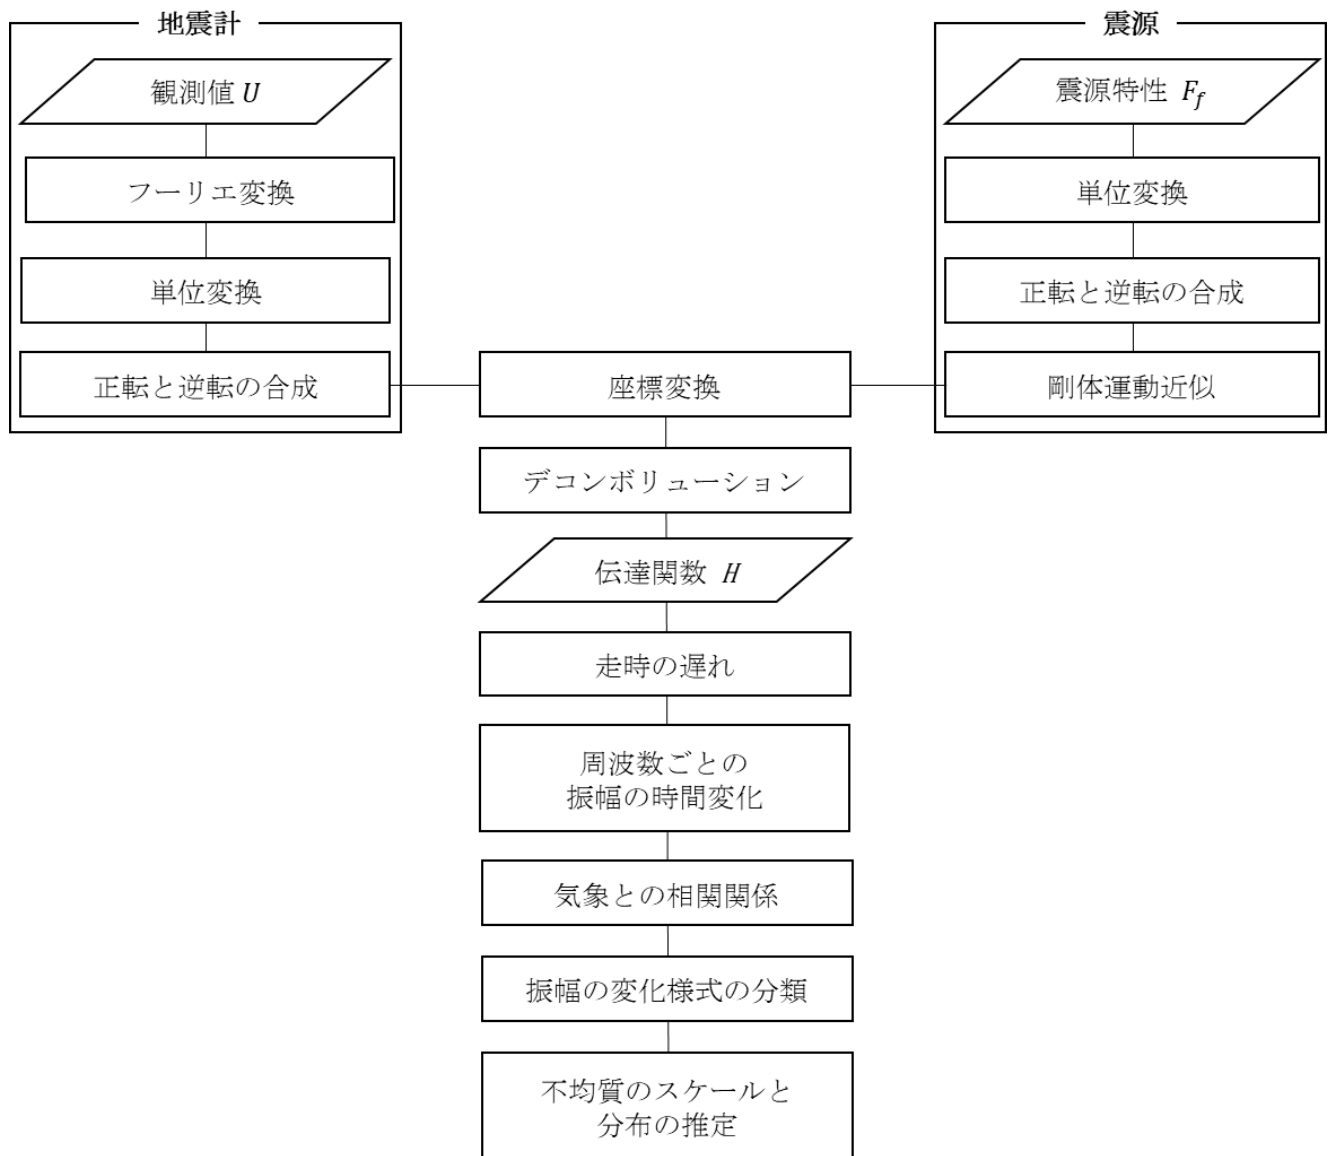 地震計
観測値 U
フーリエ変換
単位変換
正転と逆転の合成
震源
震源特性 F_f
単位変換
正転と逆転の合成
剛体運動近似
座標変換
デコンボリューション
伝達関数 H
走時の遅れ
周波数ごとの
振幅の時間変化
気象との相関関係
振幅の変化様式の分類
不均質のスケールと
分布の推定